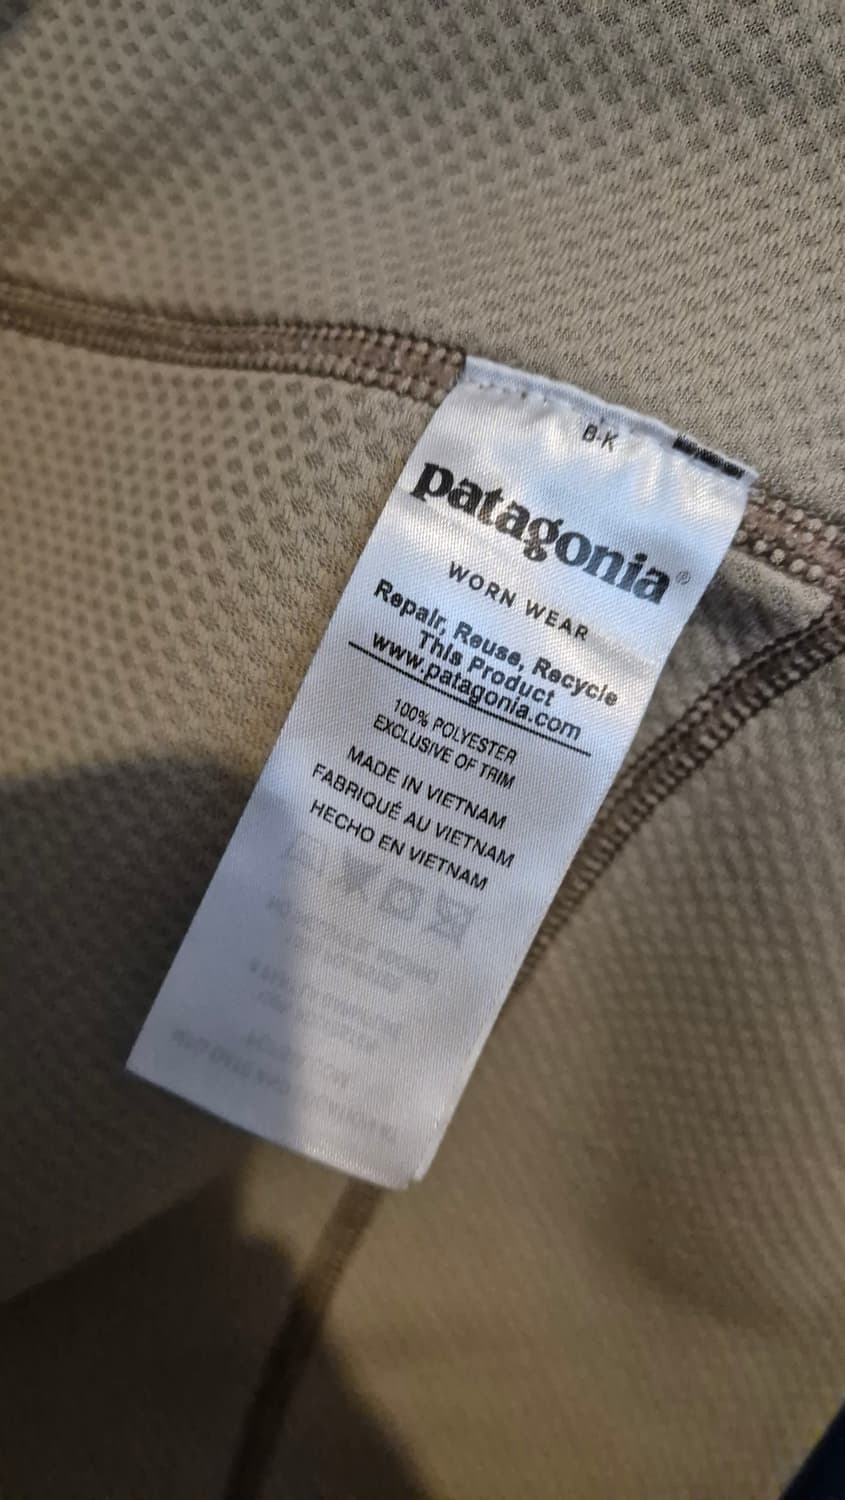 B-K
patagonia®
WORN WEAR
Repair, Reuse, Recycle
This Product
www.patagonia.com
100% POLYESTER
EXCLUSIVE OF TRIM
MADE IN VIETNAM
FABRIQUÉ AU VIETNAM
HECHO EN VIETNAM